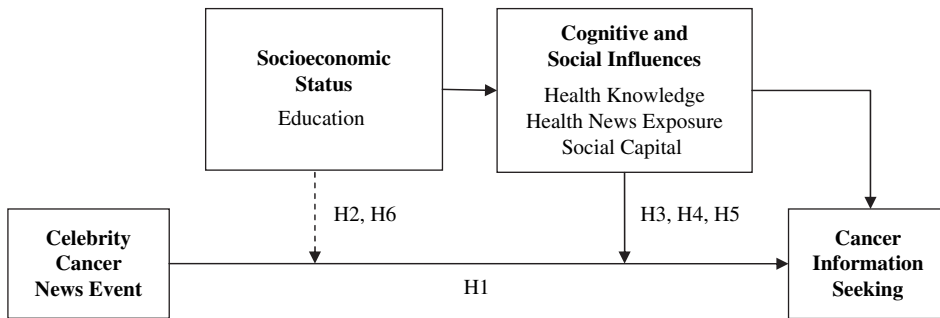 Socioeconomic
Status
Education
Cognitive and
Social Influences
Health Knowledge
Health News Exposure
Social Capital
H2, H6
H3, H4, H5
Celebrity
Cancer
News Event
H1
Cancer
Information
Seeking